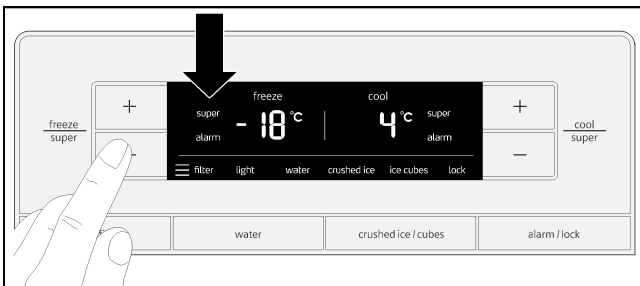 freeze
super
+
-
freeze cool
super - 18 °C 4 °C super
alarm alarm
filter light water crushed ice ice cubes lock
+
-
cool
super
water crushed ice / cubes alarm / lock